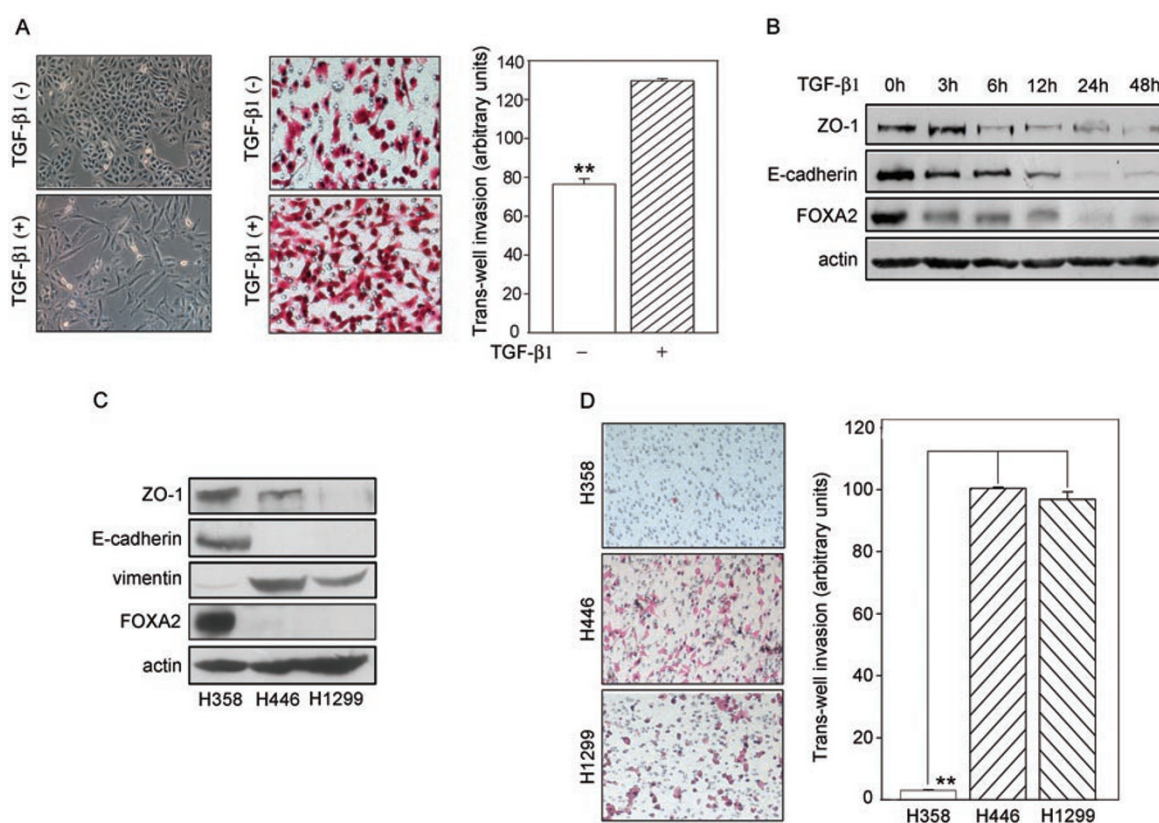 A
TGF-β1 (-)
TGF-β1 (+)
TGF-β1 (-)
TGF-β1 (+)
Trans-well invasion (arbitrary units)
140
120
100
80
60
40
20
0
**
TGF-β1 – +
B
TGF-β1 0h 3h 6h 12h 24h 48h
ZO-1
E-cadherin
FOXA2
actin
C
ZO-1
E-cadherin
vimentin
FOXA2
actin
H358 H446 H1299
D
H358
H446
H1299
Trans-well invasion (arbitrary units)
120
100
80
60
40
20
0
**
H358 H446 H1299